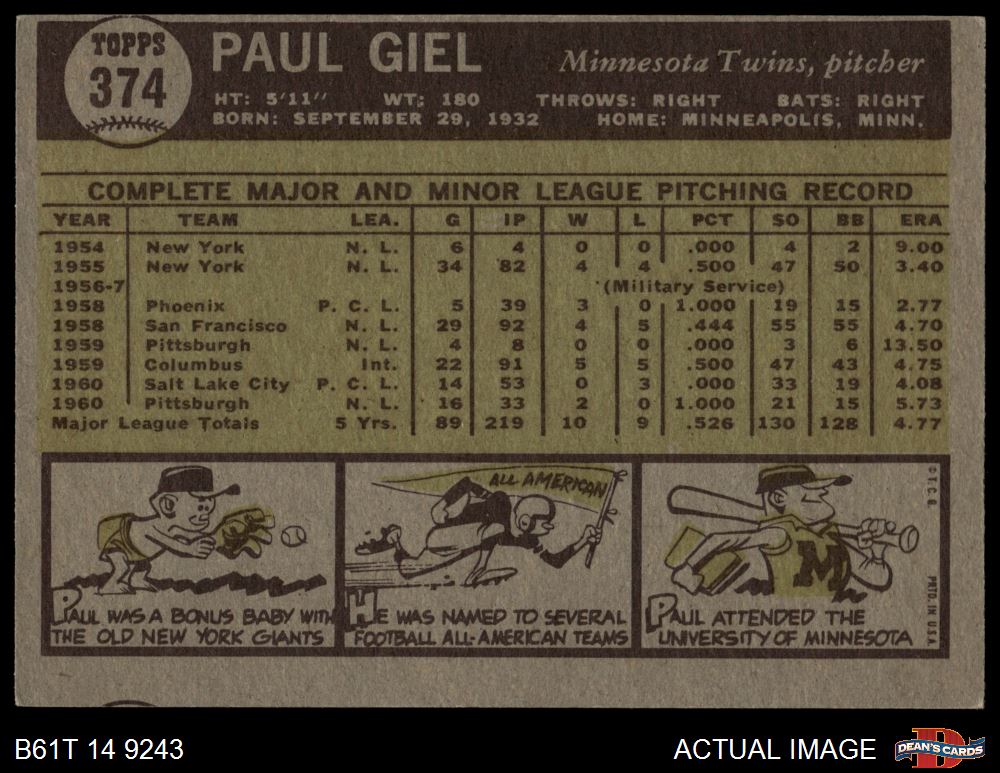 TOPPS
374
PAUL GIEL
Minnesota Twins, pitcher
HT: 5'11" WT: 180 THROWS: RIGHT BATS: RIGHT
BORN: SEPTEMBER 29, 1932 HOME: MINNEAPOLIS, MINN.
COMPLETE MAJOR AND MINOR LEAGUE PITCHING RECORD
YEAR TEAM LEA. G IP W L PCT SO BB ERA
1954 New York N. L. 6 4 0 0 .000 4 2 9.00
1955 New York N. L. 34 82 4 4 .500 47 50 3.40
1956-7 (Military Service)
1958 Phoenix P. C. L. 5 39 3 0 1.000 19 15 2.77
1958 San Francisco N. L. 29 92 4 5 .444 55 55 4.70
1959 Pittsburgh N. L. 4 8 0 0 .000 3 6 13.50
1959 Columbus Int. 22 91 5 5 .500 47 43 4.75
1960 Salt Lake City P. C. L. 14 53 0 3 .000 33 19 4.08
1960 Pittsburgh N. L. 16 33 2 0 1.000 21 15 5.73
Major League Totals 5 Yrs. 89 219 10 9 .526 130 128 4.77
PAUL WAS A BONUS BABY WITH
THE OLD NEW YORK GIANTS
ALL AMERICAN
HE WAS NAMED TO SEVERAL
FOOTBALL ALL-AMERICAN TEAMS
M
PAUL ATTENDED THE
UNIVERSITY OF MINNESOTA
© T.C.G.
PRTD. IN U.S.A.
B61T 14 9243
ACTUAL IMAGE
DEAN'S CARDS